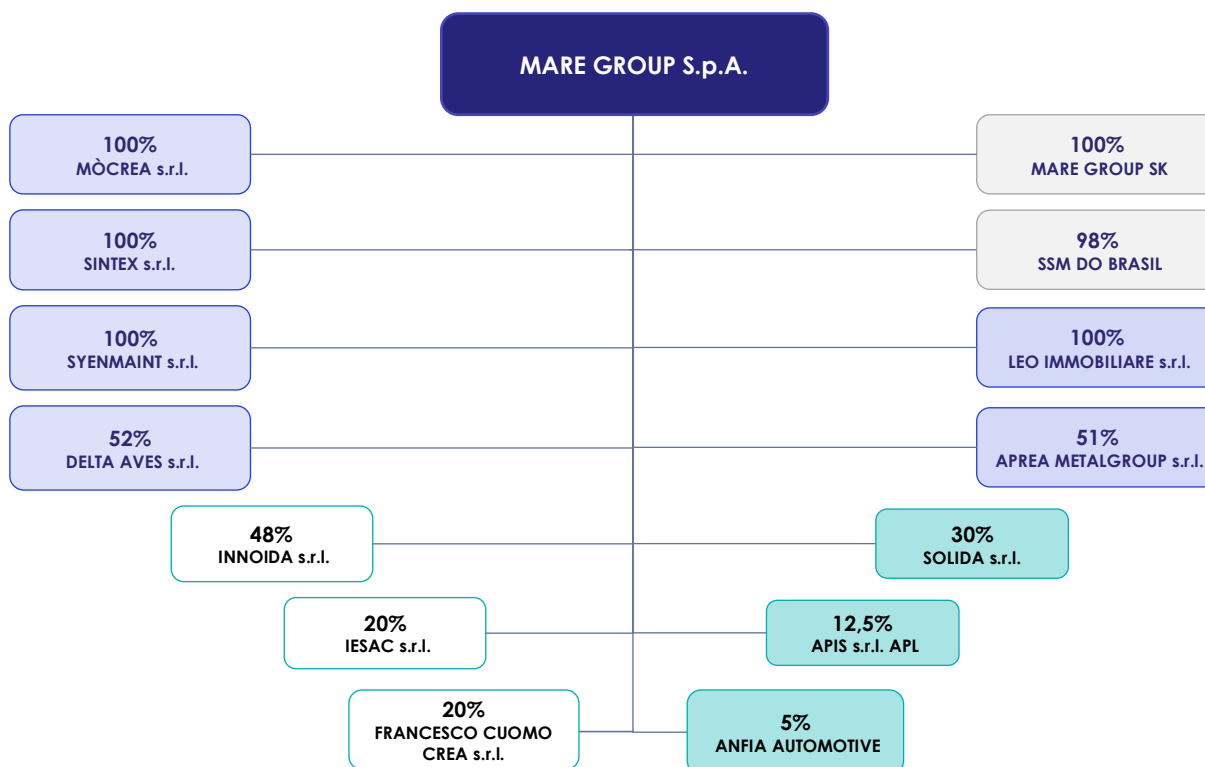 MARE GROUP S.p.A.
100%
MÒCREA s.r.l.
100%
MARE GROUP SK
100%
SINTEX s.r.l.
98%
SSM DO BRASIL
100%
SYENMAINT s.r.l.
100%
LEO IMMOBILIARE s.r.l.
52%
DELTA AVES s.r.l.
51%
APREA METALGROUP s.r.l.
48%
INNOIDA s.r.l.
30%
SOLIDA s.r.l.
20%
IESAC s.r.l.
12,5%
APIS s.r.l. APL
20%
FRANCESCO CUOMO
CREA s.r.l.
5%
ANFIA AUTOMOTIVE